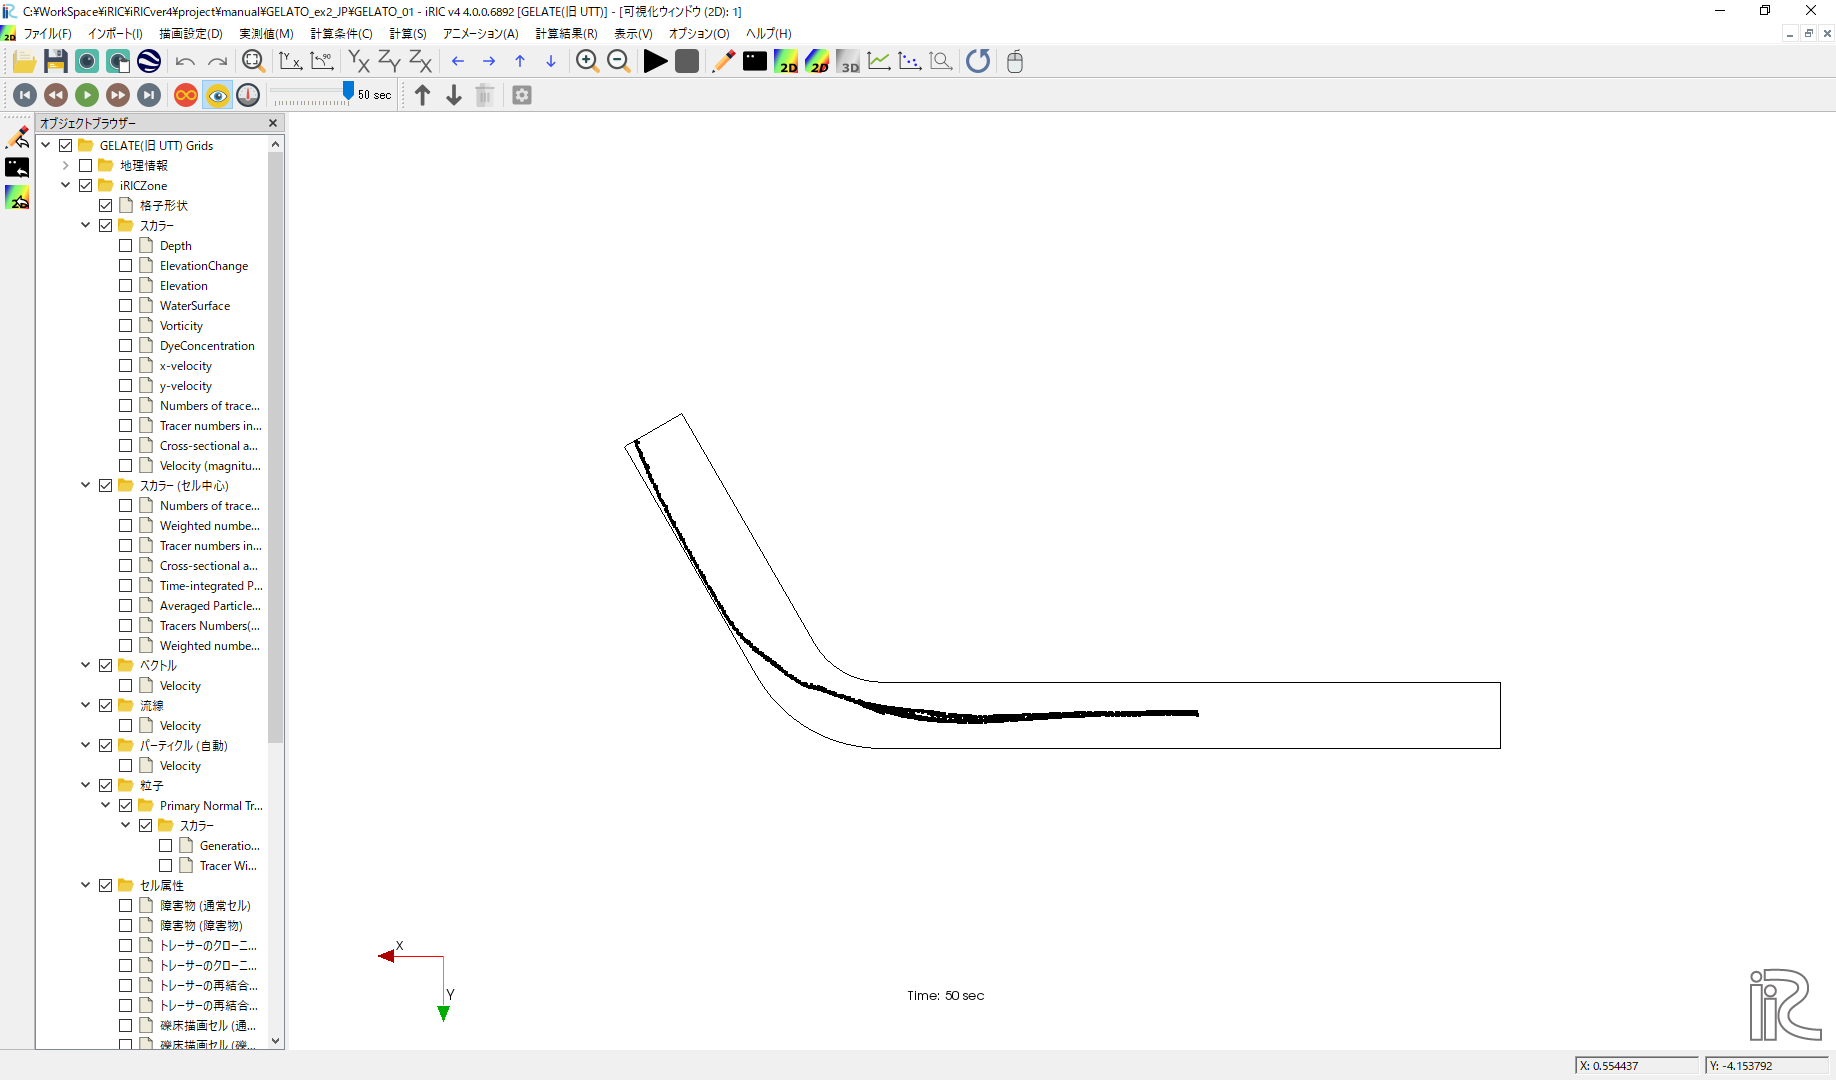 C:¥WorkSpace¥iRIC¥iRICver4¥project¥manual¥GELATO_ex2_JP¥GELATO_01 - iRIC v4 4.0.0.6892 [GELATE(旧 UTT)] - [可視化ウィンドウ (2D): 1]
ファイル(F) インポート(I) 描画設定(D) 実測値(M) 計算条件(C) 計算(S) アニメーション(A) 計算結果(R) 表示(V) オプション(O) ヘルプ(H)
50 sec
オブジェクトブラウザー
GELATE(旧 UTT) Grids
地理情報
iRICZone
格子形状
スカラー
Depth
ElevationChange
Elevation
WaterSurface
Vorticity
DyeConcentration
x-velocity
y-velocity
Numbers of trace...
Tracer numbers in...
Cross-sectional a...
Velocity (magnitu...
スカラー (セル中心)
Numbers of trace...
Weighted numbe...
Tracer numbers in...
Cross-sectional a...
Time-integrated P...
Averaged Particle...
Tracers Numbers(...
Weighted numbe...
ベクトル
Velocity
流線
Velocity
パーティクル (自動)
Velocity
粒子
Primary Normal Tr...
スカラー
Generatio...
Tracer Wi...
セル属性
障害物 (通常セル)
障害物 (障害物)
トレーサーのクローニ...
トレーサーのクローニ...
トレーサーの再結合...
トレーサーの再結合...
礫床描画セル (通...
礫床描画セル (礫...
X
Y
Time: 50 sec
iRIC
X: 0.554437
Y: -4.153792